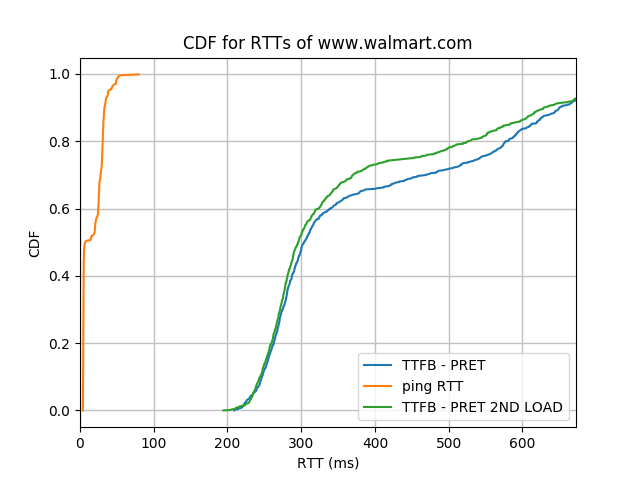 CDF for RTTs of www.walmart.com
1.0
0.8
0.6
0.4
0.2
0.0
CDF
0 100 200 300 400 500 600
RTT (ms)
TTFB - PRET
ping RTT
TTFB - PRET 2ND LOAD